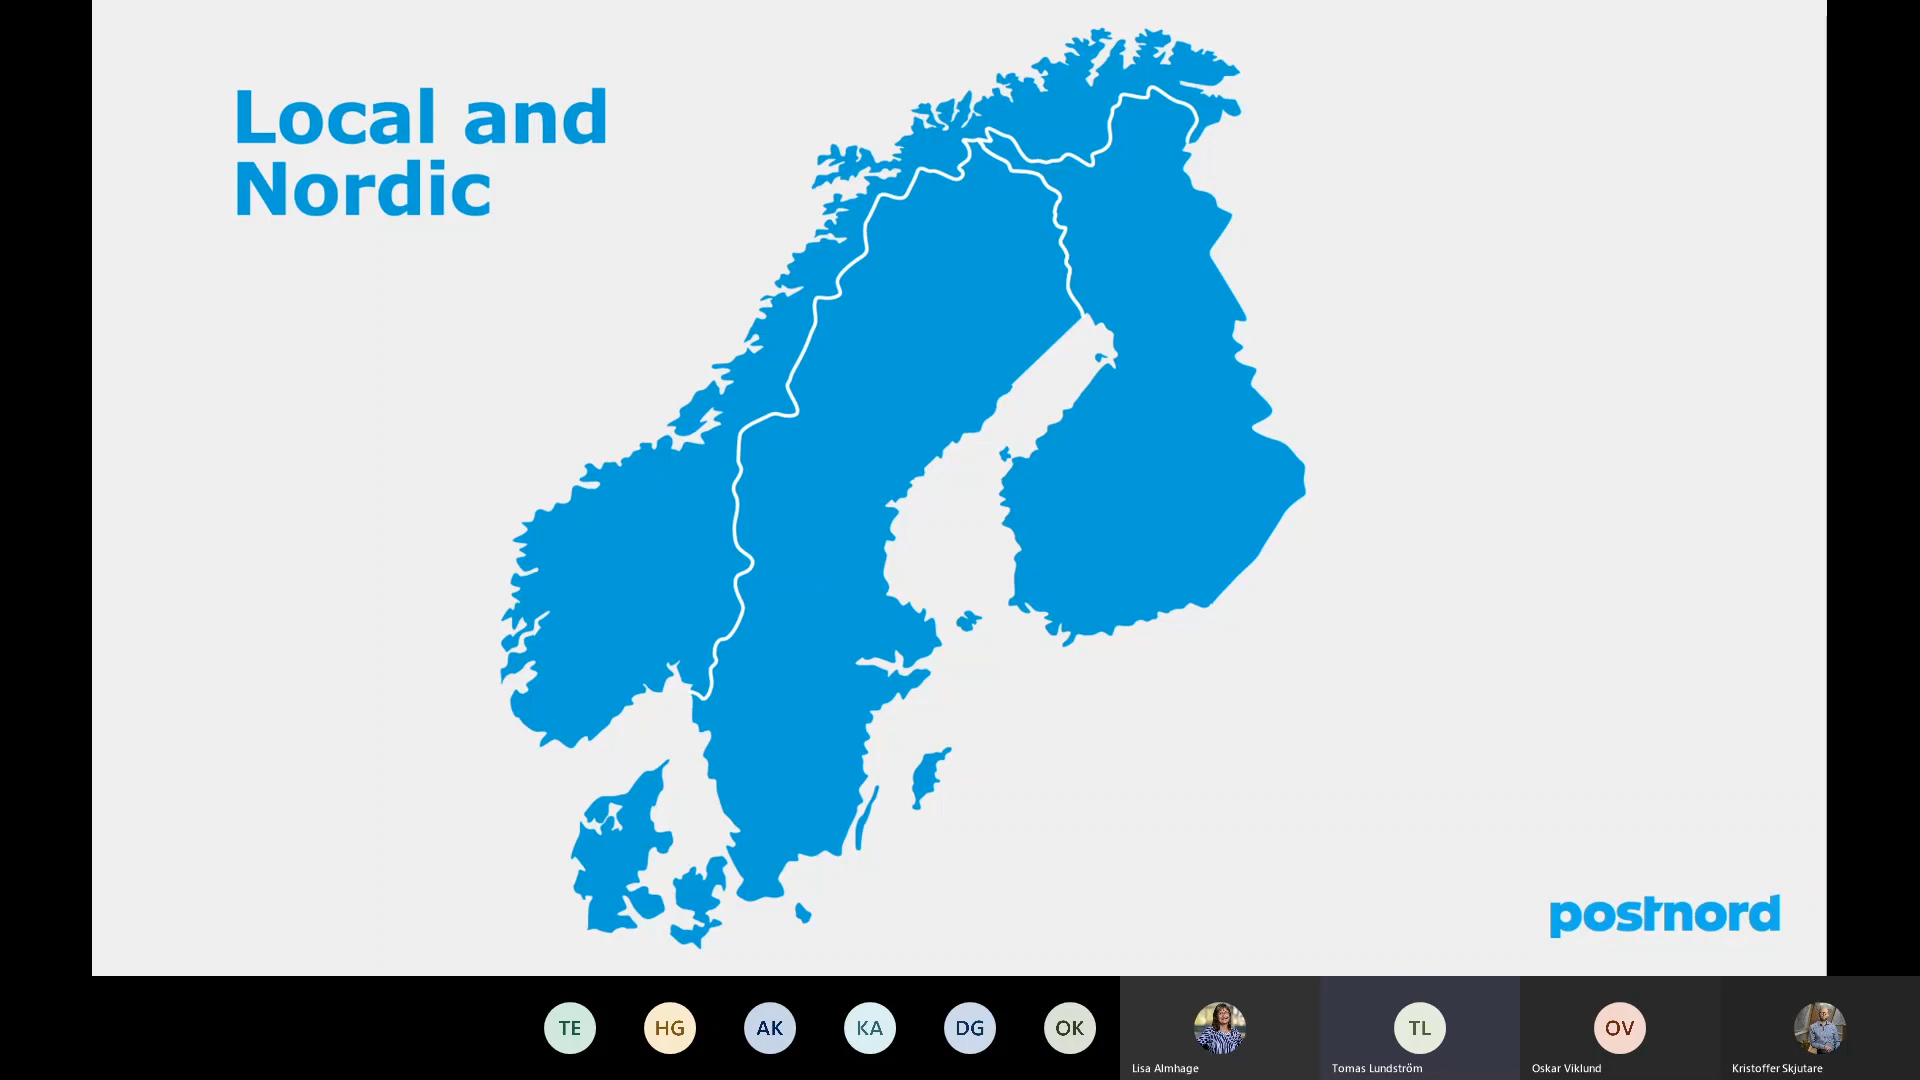 Local and
Nordic
postnord
TE
HG
AK
KA
DG
OK
TL
OV
Lisa Almhage
Tomas Lundström
Oskar Viklund
Kristoffer Skjutare